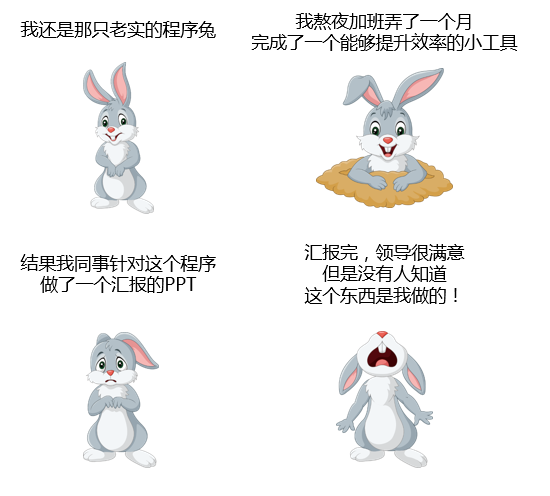 我还是那只老实的程序兔
我熬夜加班弄了一个月
完成了一个能够提升效率的小工具
结果我同事针对这个程序
做了一个汇报的PPT
汇报完，领导很满意
但是没有人知道
这个东西是我做的！